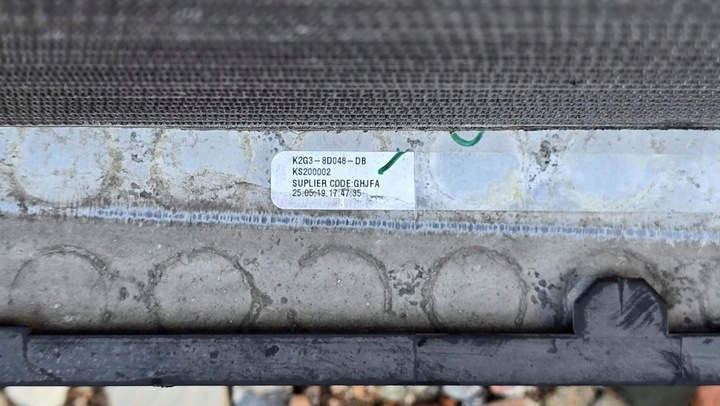 K2G3-8D048-DB
KS200002
SUPLIER CODE:GHJFA
25.05.19 17:47:35